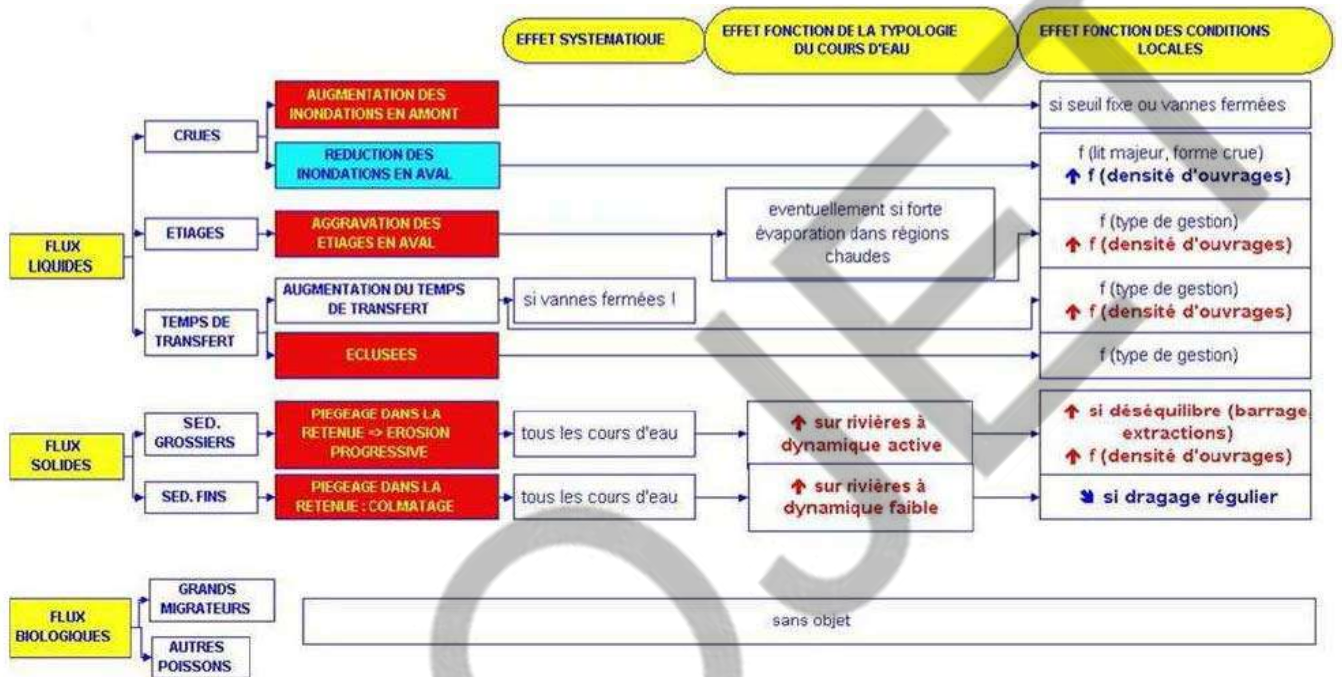 EFFET SYSTEMATIQUE
EFFET FONCTION DE LA TYPOLOGIE
DU COURS D'EAU
EFFET FONCTION DES CONDITIONS
LOCALES
FLUX
LIQUIDES
CRUES
AUGMENTATION DES
INONDATIONS EN AMONT
si seuil fixe ou vannes fermées
REDUCTION DES
INONDATIONS EN AVAL
f (lit majeur, forme crue)
↑ f (densité d'ouvrages)
ETIAGES
AGGRAVATION DES
ETIAGES EN AVAL
eventuellement si forte
évaporation dans régions
chaudes
f (type de gestion)
↑ f (densité d'ouvrages)
TEMPS DE
TRANSFERT
AUGMENTATION DU TEMPS
DE TRANSFERT
si vannes fermées !
f (type de gestion)
↑ f (densité d'ouvrages)
ECLUSEES
f (type de gestion)
FLUX
SOLIDES
SED.
GROSSIERS
PIEGEAGE DANS LA
RETENUE => EROSION
PROGRESSIVE
tous les cours d'eau
↑ sur rivières à
dynamique active
↑ si déséquilibre (barrage,
extractions)
↑ f (densité d'ouvrages)
SED. FINS
PIEGEAGE DANS LA
RETENUE : COLMATAGE
tous les cours d'eau
↑ sur rivières à
dynamique faible
↘ si dragage régulier
FLUX
BIOLOGIQUES
GRANDS
MIGRATEURS
AUTRES
POISSONS
sans objet
OJET